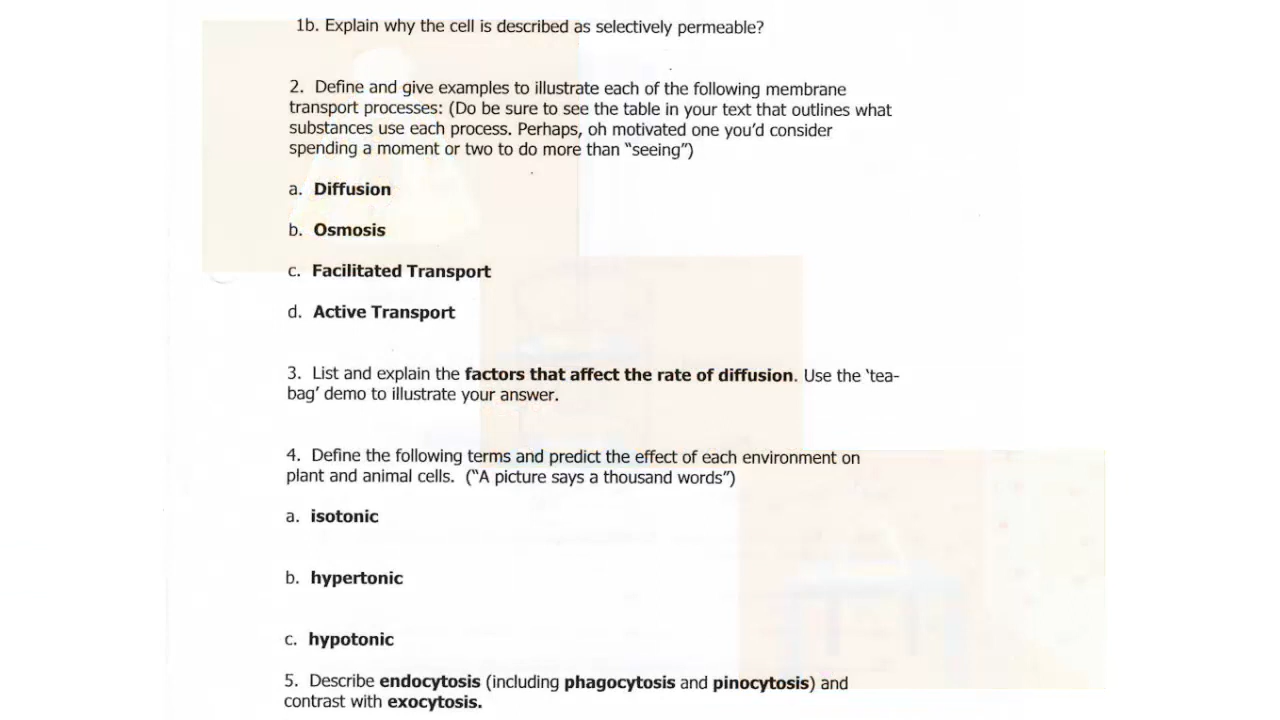 1b. Explain why the cell is described as selectively permeable?
2. Define and give examples to illustrate each of the following membrane
transport processes: (Do be sure to see the table in your text that outlines what
substances use each process. Perhaps, oh motivated one you'd consider
spending a moment or two to do more than "seeing")
a. Diffusion
b. Osmosis
c. Facilitated Transport
d. Active Transport
3. List and explain the factors that affect the rate of diffusion. Use the 'tea-
bag' demo to illustrate your answer.
4. Define the following terms and predict the effect of each environment on
plant and animal cells. ("A picture says a thousand words")
a. isotonic
b. hypertonic
c. hypotonic
5. Describe endocytosis (including phagocytosis and pinocytosis) and
contrast with exocytosis.